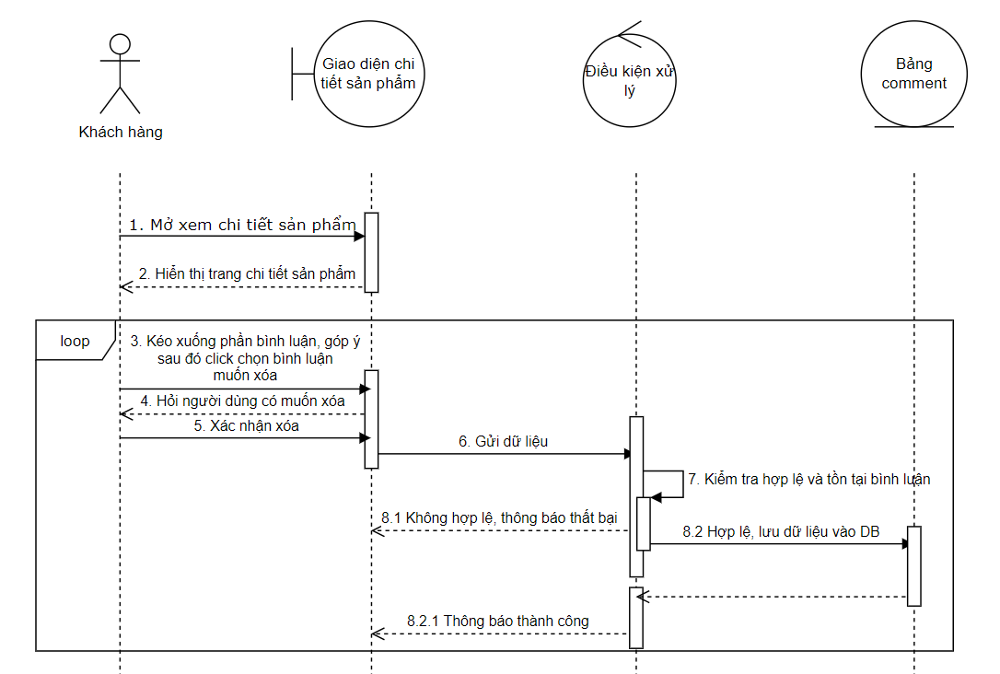 Khách hàng
Giao diện chi
tiết sản phẩm
Điều kiện xử
lý
Bảng
comment
1. Mở xem chi tiết sản phẩm
2. Hiển thị trang chi tiết sản phẩm
loop
3. Kéo xuống phần bình luận, góp ý
sau đó click chọn bình luận
muốn xóa
4. Hỏi người dùng có muốn xóa
5. Xác nhận xóa
6. Gửi dữ liệu
7. Kiểm tra hợp lệ và tồn tại bình luận
8.1 Không hợp lệ, thông báo thất bại
8.2 Hợp lệ, lưu dữ liệu vào DB
8.2.1 Thông báo thành công